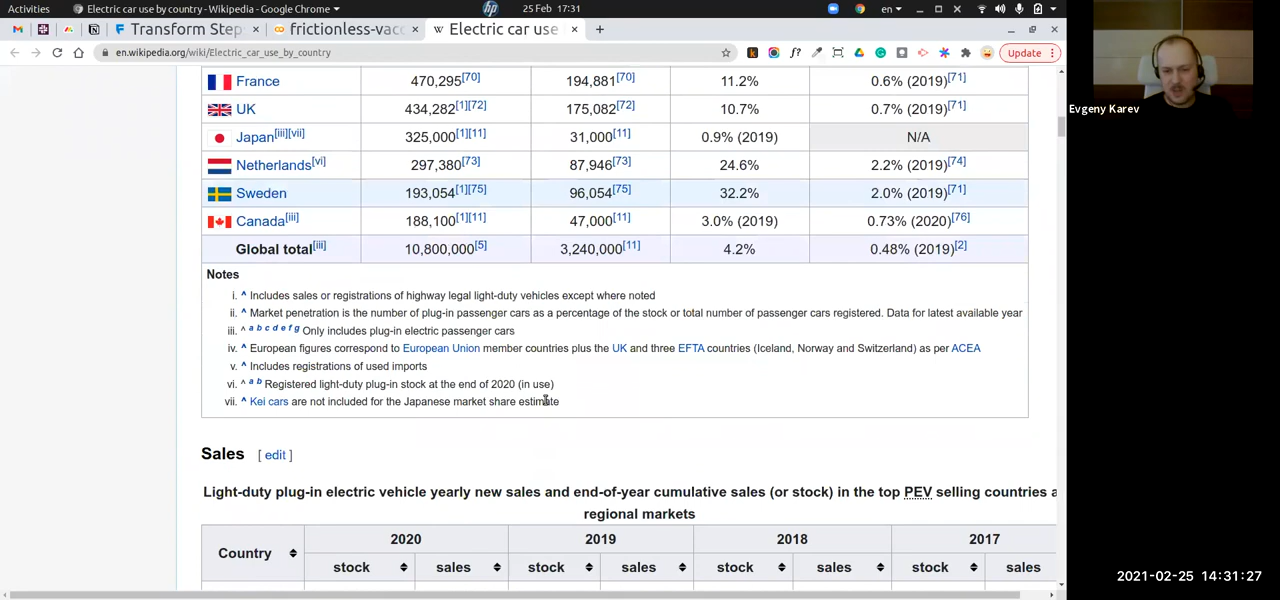 Activities
Electric car use by country - Wikipedia - Google Chrome
25 Feb 17:31
en
Transform Step
frictionless-vacc
Electric car use
en.wikipedia.org/wiki/Electric_car_use_by_country
Update
Evgeny Karev
France 470,295[70] 194,881[70] 11.2% 0.6% (2019)[71]
UK 434,282[1][72] 175,082[72] 10.7% 0.7% (2019)[71]
Japan[iii][vii] 325,000[1][11] 31,000[11] 0.9% (2019) N/A
Netherlands[vi] 297,380[73] 87,946[73] 24.6% 2.2% (2019)[74]
Sweden 193,054[1][75] 96,054[75] 32.2% 2.0% (2019)[71]
Canada[iii] 188,100[1][11] 47,000[11] 3.0% (2019) 0.73% (2020)[76]
Global total[iii] 10,800,000[5] 3,240,000[11] 4.2% 0.48% (2019)[2]
Notes
i. ^ Includes sales or registrations of highway legal light-duty vehicles except where noted
ii. ^ Market penetration is the number of plug-in passenger cars as a percentage of the stock or total number of passenger cars registered. Data for latest available year
iii. ^ a b c d e f g Only includes plug-in electric passenger cars
iv. ^ European figures correspond to European Union member countries plus the UK and three EFTA countries (Iceland, Norway and Switzerland) as per ACEA
v. ^ Includes registrations of used imports
vi. ^ a b Registered light-duty plug-in stock at the end of 2020 (in use)
vii. ^ Kei cars are not included for the Japanese market share estimate
Sales [ edit ]
Light-duty plug-in electric vehicle yearly new sales and end-of-year cumulative sales (or stock) in the top PEV selling countries a
regional markets
Country 2020 2019 2018 2017
stock sales stock sales stock sales stock sales
2021-02-25 14:31:27